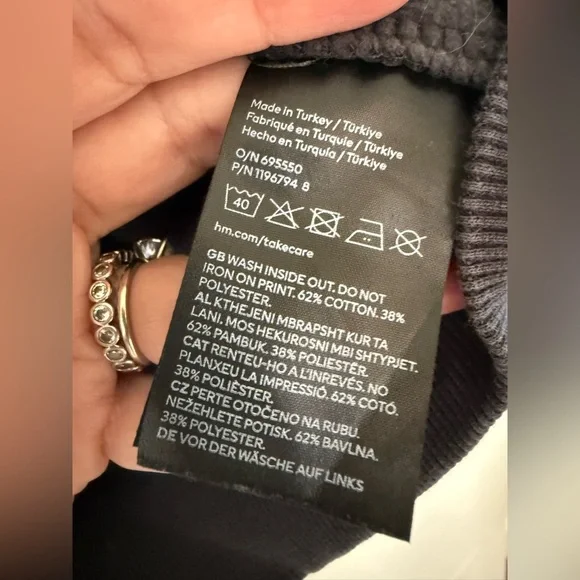 Made in Turkey / Türkiye
Fabriqué en Turquie / Türkiye
Hecho en Turquía / Türkiye
O/N 695550
P/N 1196794 8
40
hm.com/takecare
GB WASH INSIDE OUT. DO NOT
IRON ON PRINT. 62% COTTON. 38%
POLYESTER.
AL KTHEJENI MBRAPSHT KUR TA
LANI. MOS HEKUROSNI MBI SHTYPJET.
62% PAMBUK. 38% POLIESTËR.
CAT RENTEU-HO A L'INREVÉS. NO
PLANXEU LA IMPRESSIÓ. 62% COTÓ.
38% POLIÈSTER.
CZ PERTE OTOČENO NA RUBU.
NEŽEHLETE POTISK. 62% BAVLNA.
38% POLYESTER.
DE VOR DER WÄSCHE AUF LINKS